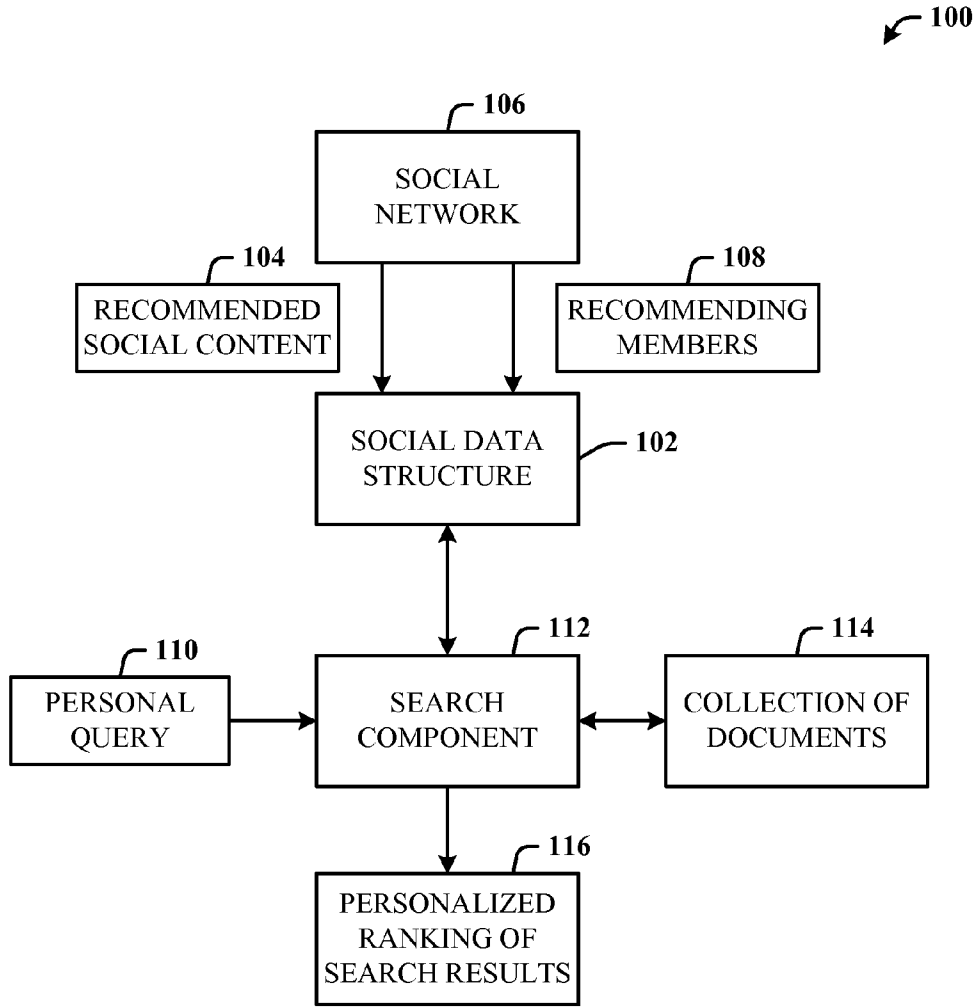 100
106
SOCIAL
NETWORK
104
RECOMMENDED
SOCIAL CONTENT
108
RECOMMENDING
MEMBERS
SOCIAL DATA
STRUCTURE
102
110
PERSONAL
QUERY
112
SEARCH
COMPONENT
114
COLLECTION OF
DOCUMENTS
116
PERSONALIZED
RANKING OF
SEARCH RESULTS